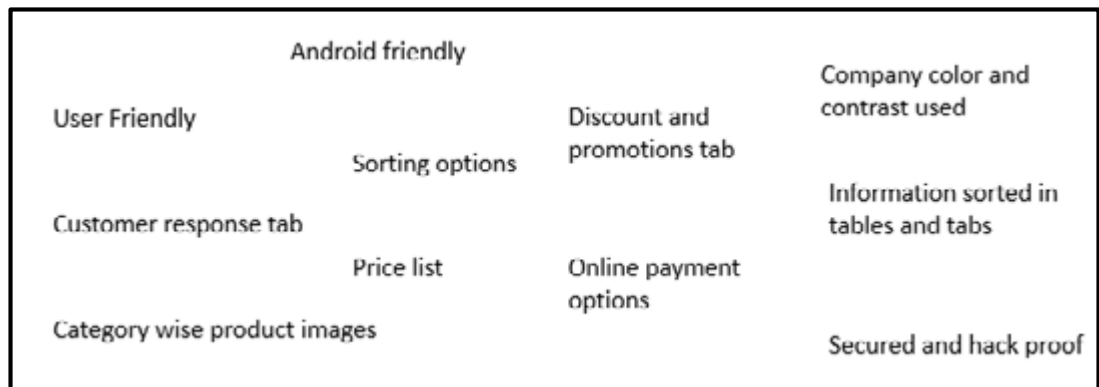 Android friendly
Company color and
contrast used
User Friendly
Discount and
promotions tab
Sorting options
Information sorted in
tables and tabs
Customer response tab
Price list
Online payment
options
Category wise product images
Secured and hack proof